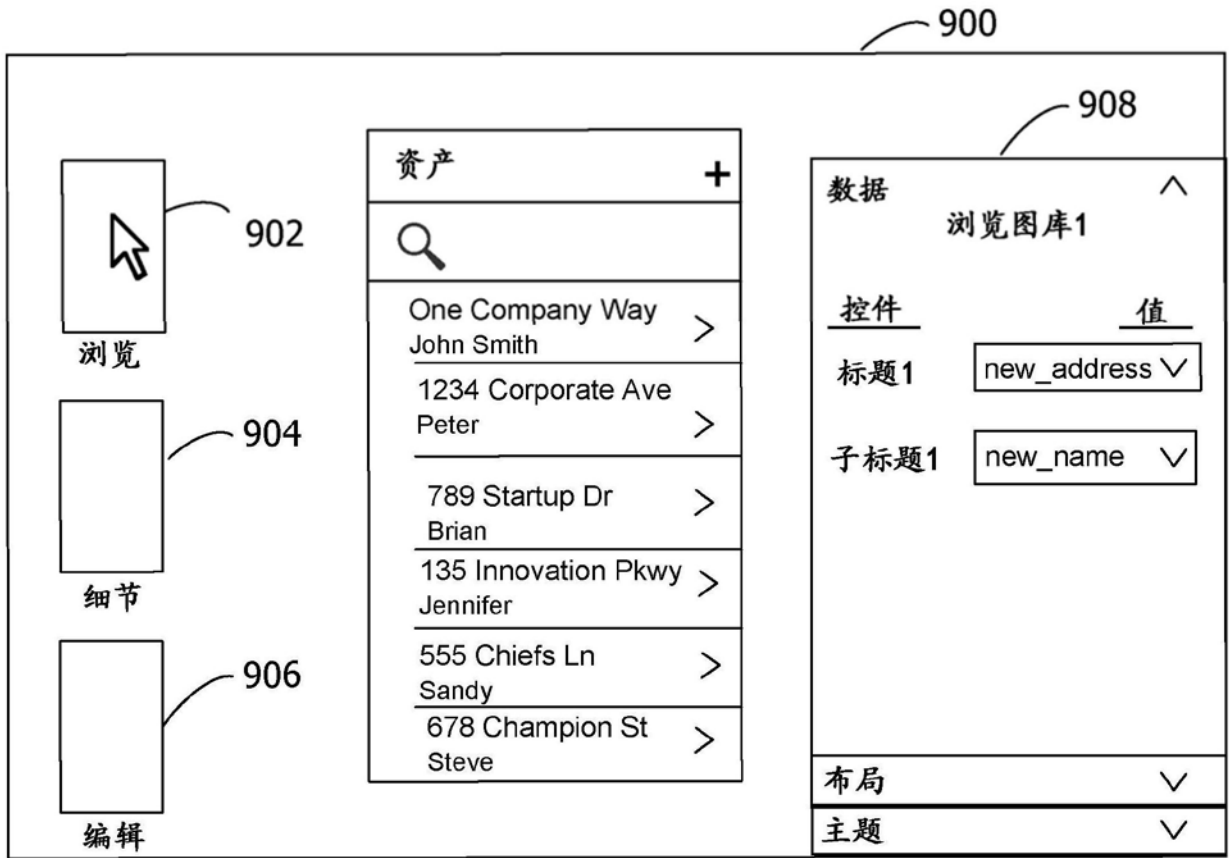 900
902
浏览
904
细节
906
编辑
资产 +
One Company Way
John Smith
1234 Corporate Ave
Peter
789 Startup Dr
Brian
135 Innovation Pkwy
Jennifer
555 Chiefs Ln
Sandy
678 Champion St
Steve
908
数据
浏览图库1
控件 值
标题1 new_address
子标题1 new_name
布局
主题